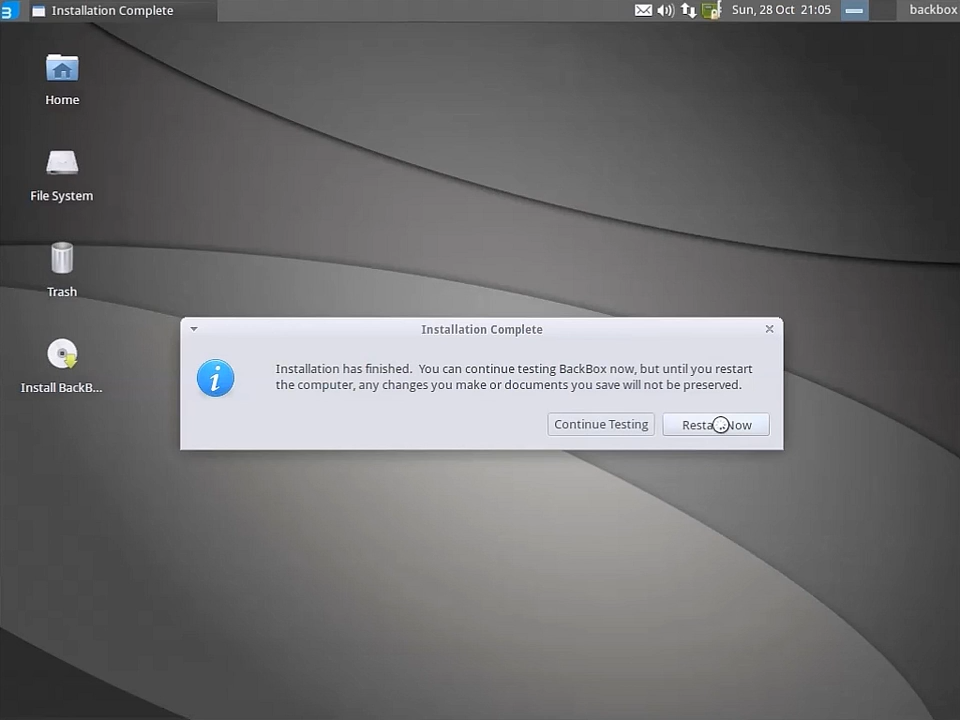 Installation Complete
Sun, 28 Oct 21:05
backbox
Home
File System
Trash
Install BackB...
Installation Complete
Installation has finished. You can continue testing BackBox now, but until you restart
the computer, any changes you make or documents you save will not be preserved.
Continue Testing
Restart Now